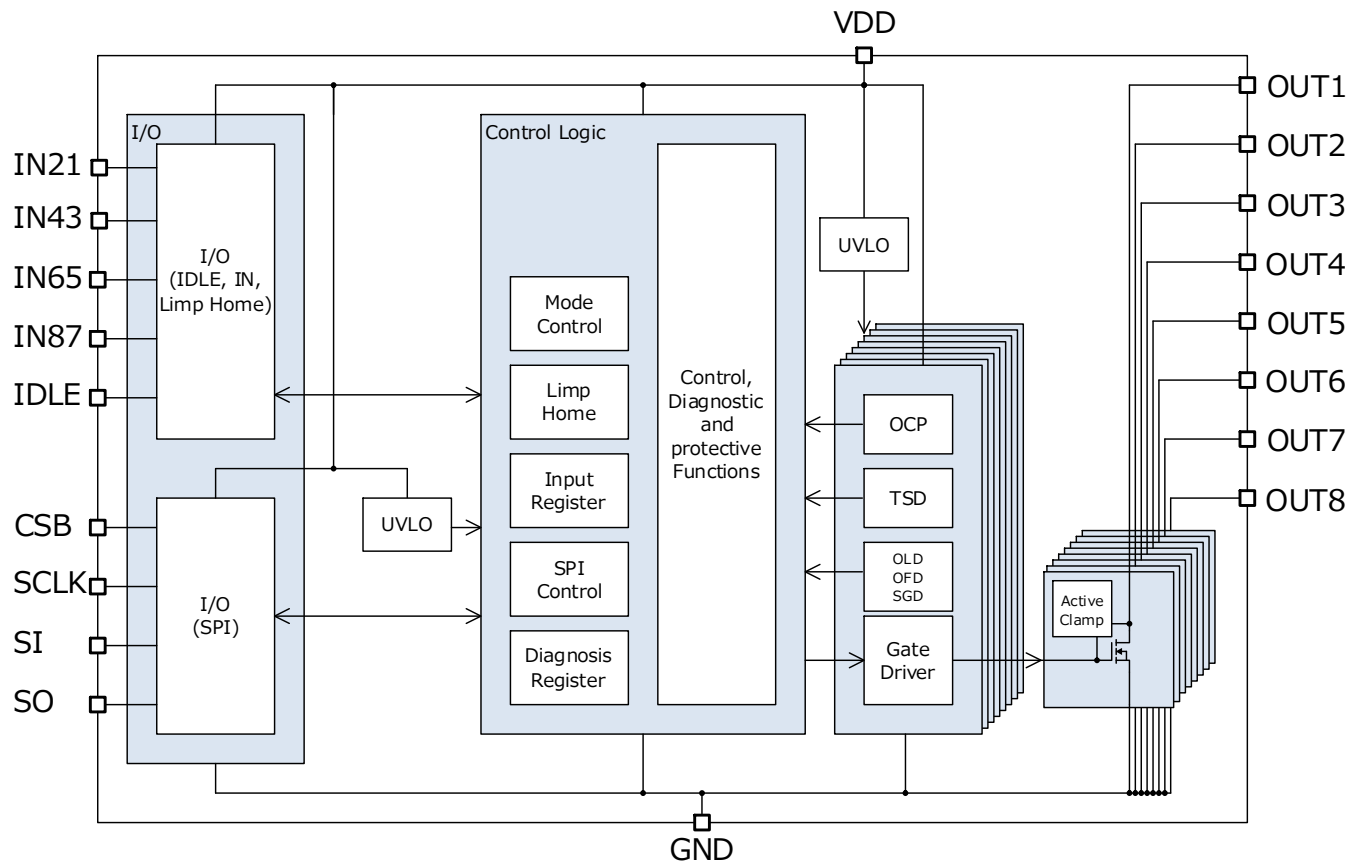 VDD
OUT1
OUT2
OUT3
OUT4
OUT5
OUT6
OUT7
OUT8
IN21
IN43
IN65
IN87
IDLE
CSB
SCLK
SI
SO
I/O
I/O
(IDLE, IN,
Limp Home)
I/O
(SPI)
UVLO
Control Logic
Mode
Control
Limp
Home
Input
Register
SPI
Control
Diagnosis
Register
Control,
Diagnostic
and
protective
Functions
UVLO
OCP
TSD
OLD
OFD
SGD
Gate
Driver
Active
Clamp
GND